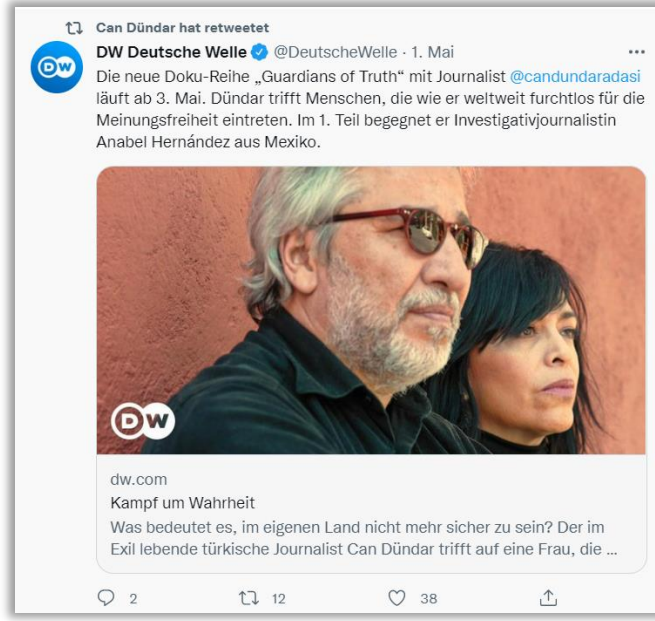 Can Dündar hat retweetet
DW Deutsche Welle @DeutscheWelle · 1. Mai
Die neue Doku-Reihe „Guardians of Truth“ mit Journalist @candundaradasi
läuft ab 3. Mai. Dündar trifft Menschen, die wie er weltweit furchtlos für die
Meinungsfreiheit eintreten. Im 1. Teil begegnet er Investigativjournalistin
Anabel Hernández aus Mexiko.
DW
DW
dw.com
Kampf um Wahrheit
Was bedeutet es, im eigenen Land nicht mehr sicher zu sein? Der im
Exil lebende türkische Journalist Can Dündar trifft auf eine Frau, die ...
2 12 38